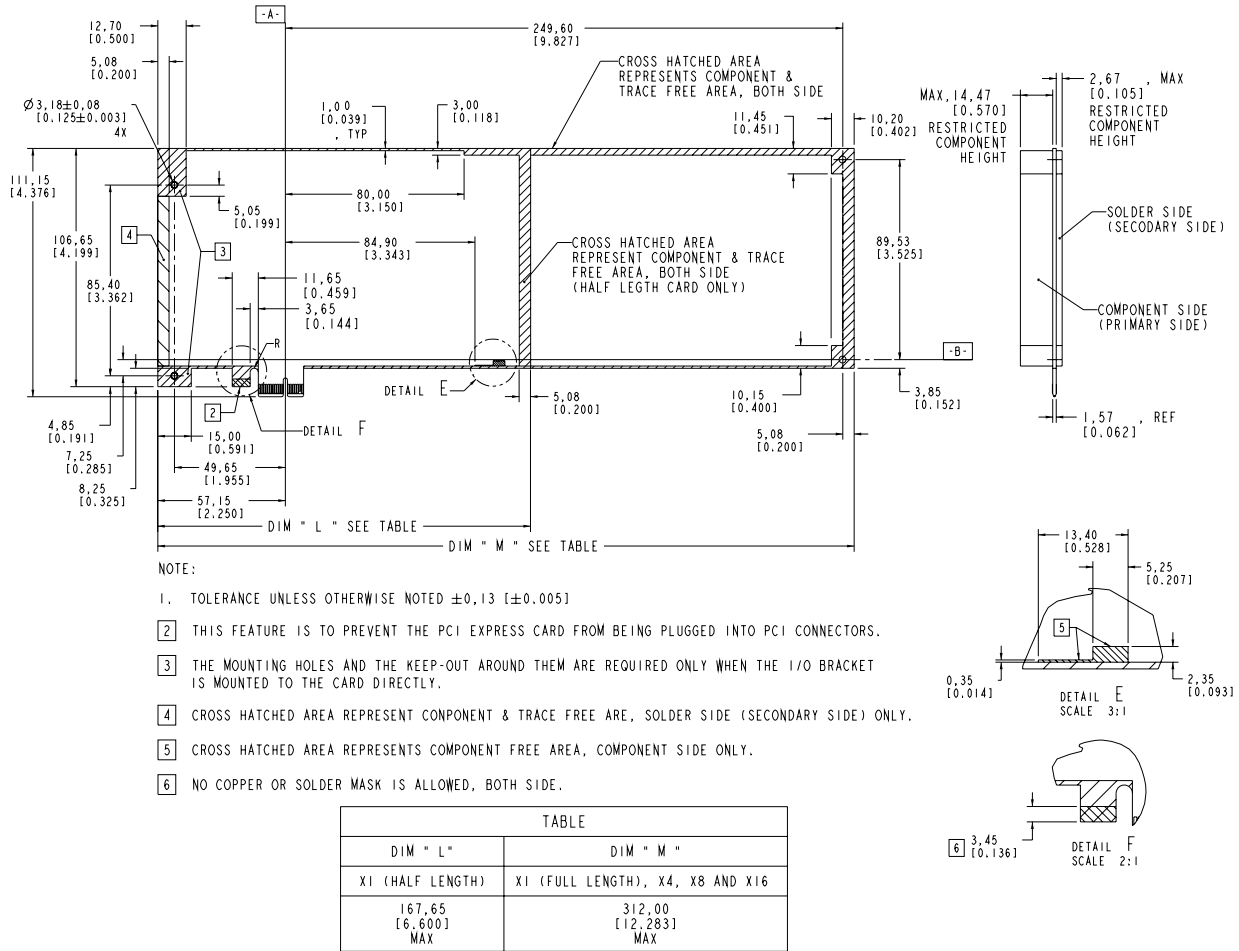 -A-
12,70
[0.500]
249,60
[9.827]
5,08
[0.200]
CROSS HATCHED AREA
REPRESENTS COMPONENT &
TRACE FREE AREA, BOTH SIDE
Ø3,18±0,08
[0.125±0.003]
4X
1,00
[0.039]
, TYP
3,00
[0.118]
11,45
[0.451]
10,20
[0.402]
MAX, 14,47
[0.570]
RESTRICTED
COMPONENT
HEIGHT
2,67 , MAX
[0.105]
RESTRICTED
COMPONENT
HEIGHT
111,15
[4.376]
80,00
[3.150]
5,05
[0.199]
106,65
[4.199]
4
3
84,90
[3.343]
CROSS HATCHED AREA
REPRESENT COMPONENT & TRACE
FREE AREA, BOTH SIDE
(HALF LEGTH CARD ONLY)
89,53
[3.525]
SOLDER SIDE
(SECODARY SIDE)
85,40
[3.362]
11,65
[0.459]
3,65
[0.144]
COMPONENT SIDE
(PRIMARY SIDE)
R
-B-
2
DETAIL E
DETAIL F
5,08
[0.200]
10,15
[0.400]
3,85
[0.152]
4,85
[0.191]
15,00
[0.591]
5,08
[0.200]
1,57 , REF
[0.062]
7,25
[0.285]
49,65
[1.955]
8,25
[0.325]
57,15
[2.250]
DIM " L " SEE TABLE
DIM " M " SEE TABLE
NOTE:
1. TOLERANCE UNLESS OTHERWISE NOTED ±0,13 [±0.005]
2 THIS FEATURE IS TO PREVENT THE PCI EXPRESS CARD FROM BEING PLUGGED INTO PCI CONNECTORS.
3 THE MOUNTING HOLES AND THE KEEP-OUT AROUND THEM ARE REQUIRED ONLY WHEN THE I/O BRACKET
IS MOUNTED TO THE CARD DIRECTLY.
4 CROSS HATCHED AREA REPRESENT CONPONENT & TRACE FREE ARE, SOLDER SIDE (SECONDARY SIDE) ONLY.
5 CROSS HATCHED AREA REPRESENTS COMPONENT FREE AREA, COMPONENT SIDE ONLY.
6 NO COPPER OR SOLDER MASK IS ALLOWED, BOTH SIDE.
13,40
[0.528]
5,25
[0.207]
5
0,35
[0.014]
2,35
[0.093]
DETAIL E
SCALE 3:1
6 3,45
[0.136]
DETAIL F
SCALE 2:1
TABLE
DIM " L"
DIM " M "
X1 (HALF LENGTH)
X1 (FULL LENGTH), X4, X8 AND X16
167,65
[6.600]
MAX
312,00
[12.283]
MAX